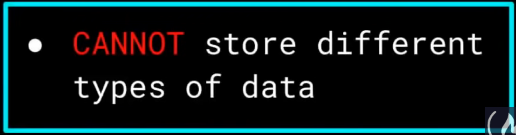 ● CANNOT store different
types of data